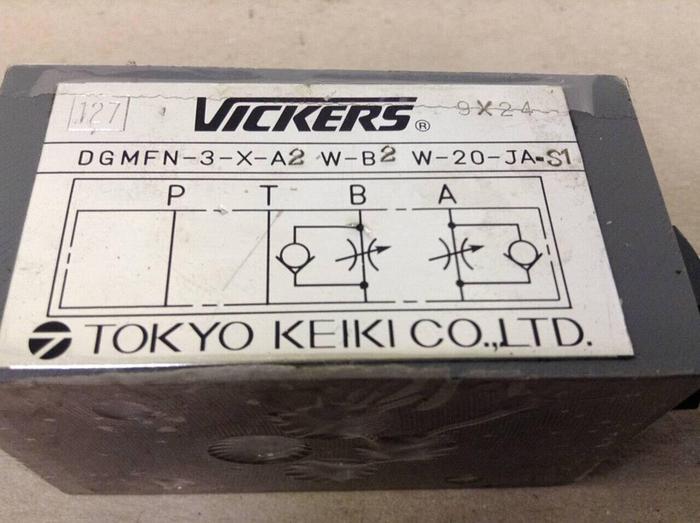 127 VICKERS® 9X24
DGMFN-3-X-A2 W-B2 W-20-JA-S1
P T B A
TOKYO KEIKI CO.,LTD.